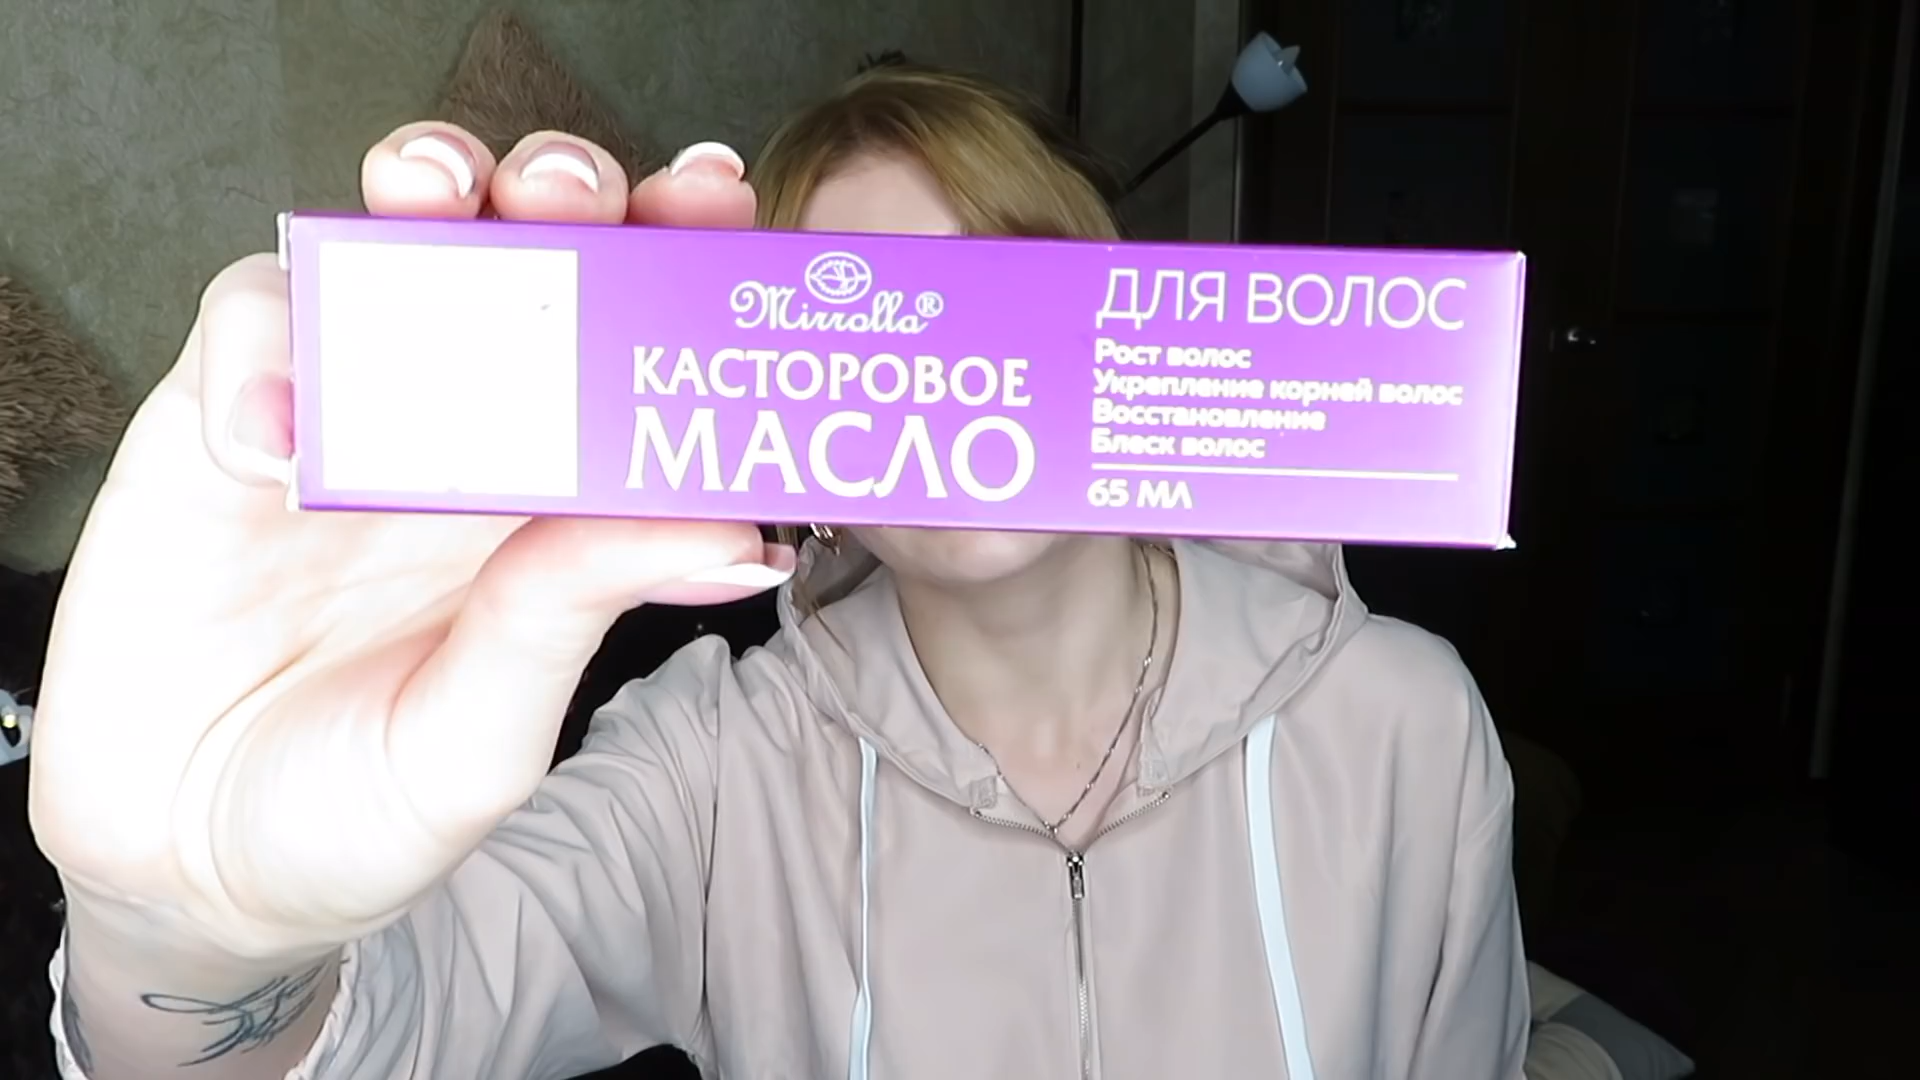 Mirrolla®
КАСТОРОВОЕ
МАСЛО
ДЛЯ ВОЛОС
Рост волос
Укрепление корней волос
Восстановление
Блеск волос
65 МЛ